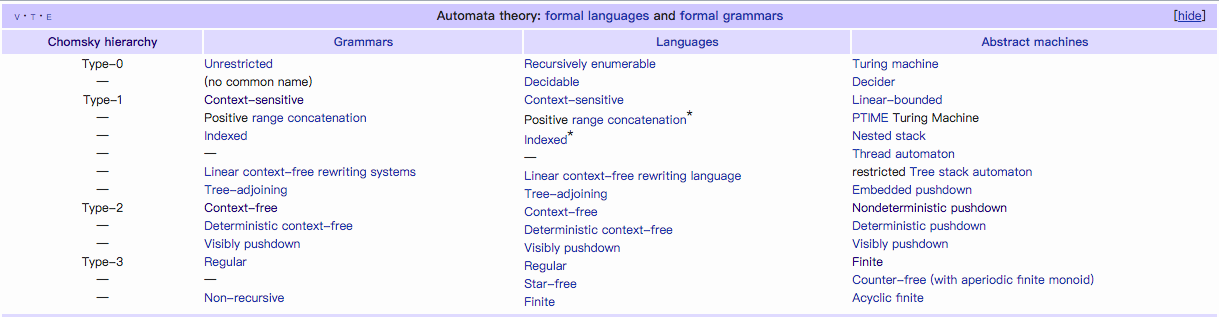 V · T · E Automata theory: formal languages and formal grammars [hide]
Chomsky hierarchy Grammars Languages Abstract machines
Type-0 Unrestricted Recursively enumerable Turing machine
— (no common name) Decidable Decider
Type-1 Context-sensitive Context-sensitive Linear-bounded
— Positive range concatenation Positive range concatenation* PTIME Turing Machine
— Indexed Indexed* Nested stack
— — — Thread automaton
— Linear context-free rewriting systems Linear context-free rewriting language restricted Tree stack automaton
— Tree-adjoining Tree-adjoining Embedded pushdown
Type-2 Context-free Context-free Nondeterministic pushdown
— Deterministic context-free Deterministic context-free Deterministic pushdown
— Visibly pushdown Visibly pushdown Visibly pushdown
Type-3 Regular Regular Finite
— — Star-free Counter-free (with aperiodic finite monoid)
— Non-recursive Finite Acyclic finite